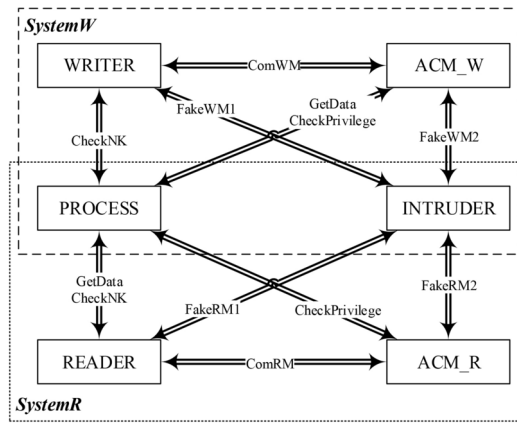 SystemW
WRITER
ComWM
ACM_W
FakeWM1
GetData
CheckPrivilege
CheckNK
FakeWM2
PROCESS
INTRUDER
GetData
CheckNK
FakeRM1
CheckPrivilege
FakeRM2
READER
ComRM
ACM_R
SystemR